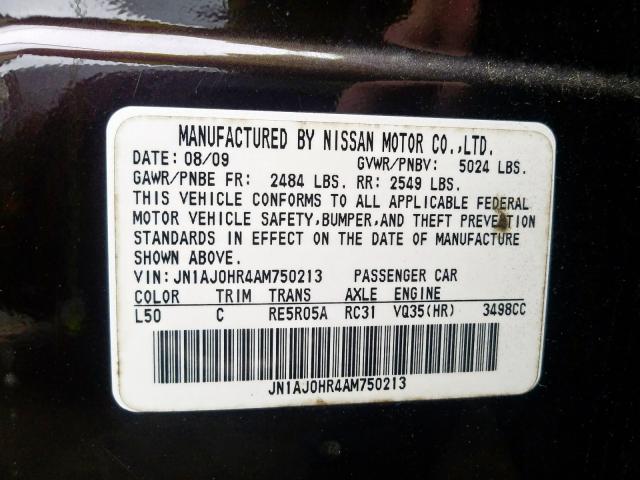 MANUFACTURED BY NISSAN MOTOR CO.,LTD.
DATE: 08/09 GVWR/PNBV: 5024 LBS.
GAWR/PNBE FR: 2484 LBS. RR: 2549 LBS.
THIS VEHICLE CONFORMS TO ALL APPLICABLE FEDERAL
MOTOR VEHICLE SAFETY,BUMPER,AND THEFT PREVENTION
STANDARDS IN EFFECT ON THE DATE OF MANUFACTURE
SHOWN ABOVE.
VIN: JN1AJ0HR4AM750213 PASSENGER CAR
COLOR TRIM TRANS AXLE ENGINE
L50 C RE5R05A RC31 VQ35(HR) 3498CC
JN1AJ0HR4AM750213